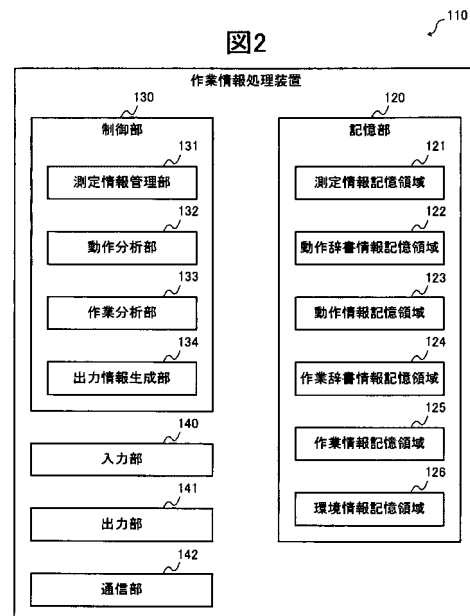 110
図2
作業情報処理装置
130
制御部
131
測定情報管理部
132
動作分析部
133
作業分析部
134
出力情報生成部
140
入力部
141
出力部
142
通信部
120
記憶部
121
測定情報記憶領域
122
動作辞書情報記憶領域
123
動作情報記憶領域
124
作業辞書情報記憶領域
125
作業情報記憶領域
126
環境情報記憶領域